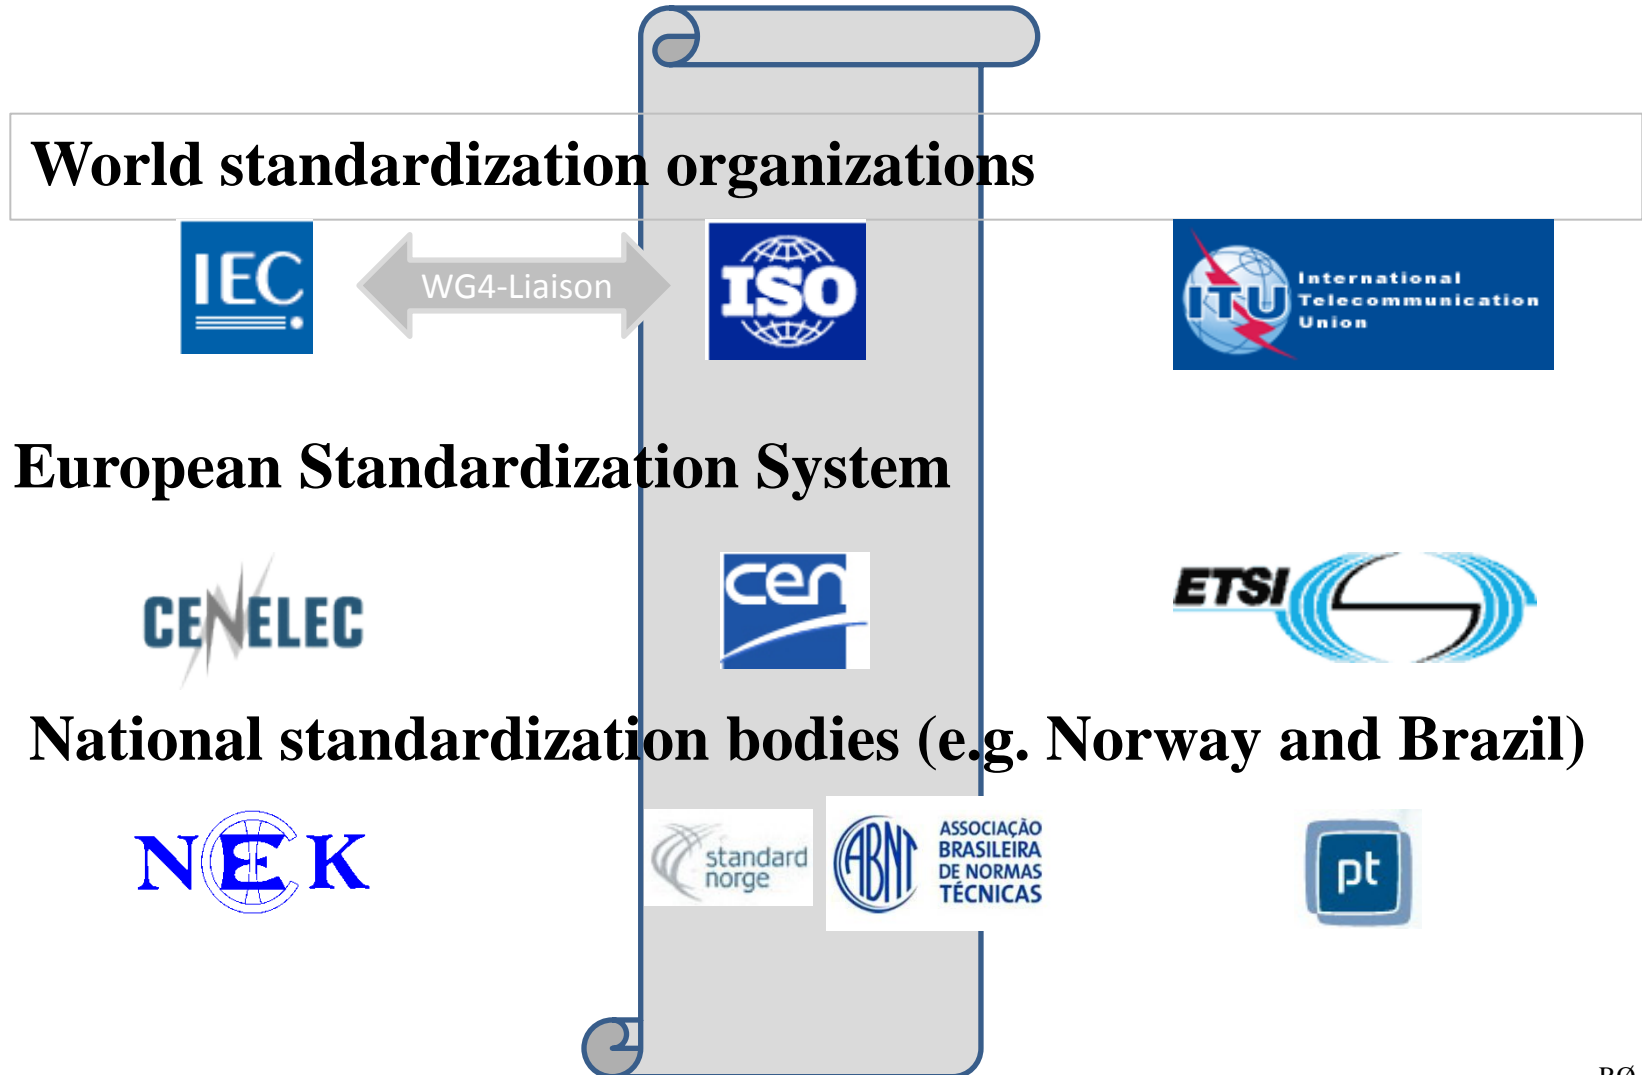 World standardization organizations
IEC
WG4-Liaison
ISO
ITU
International
Telecommunication
Union
European Standardization System
CENELEC
cen
ETSI
National standardization bodies (e.g. Norway and Brazil)
NEK
standard
norge
ABNT
ASSOCIAÇÃO
BRASILEIRA
DE NORMAS
TÉCNICAS
pt